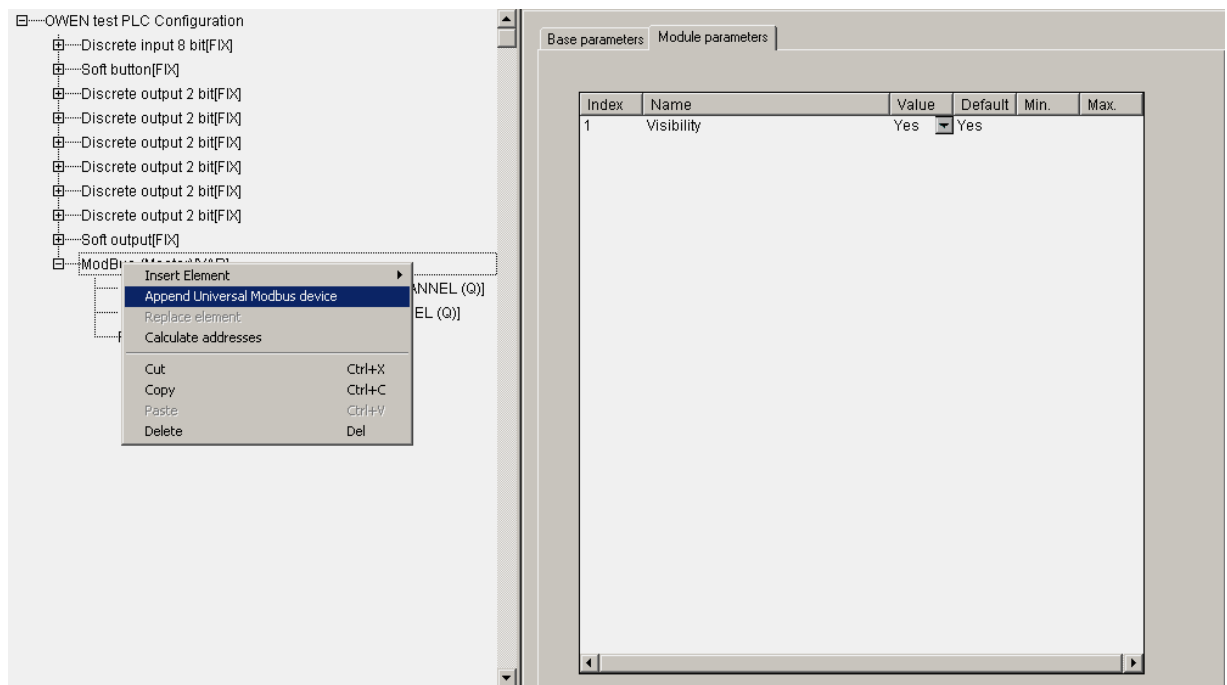 OWEN test PLC Configuration
Discrete input 8 bit[FIX]
Soft button[FIX]
Discrete output 2 bit[FIX]
Discrete output 2 bit[FIX]
Discrete output 2 bit[FIX]
Discrete output 2 bit[FIX]
Discrete output 2 bit[FIX]
Discrete output 2 bit[FIX]
Soft output[FIX]
ModBus (Master)[VAR]
ANNEL (Q)]
EL (Q)]
Insert Element
Append Universal Modbus device
Replace element
Calculate addresses
Cut Ctrl+X
Copy Ctrl+C
Paste Ctrl+V
Delete Del
Base parameters Module parameters
Index Name Value Default Min. Max.
1 Visibility Yes Yes